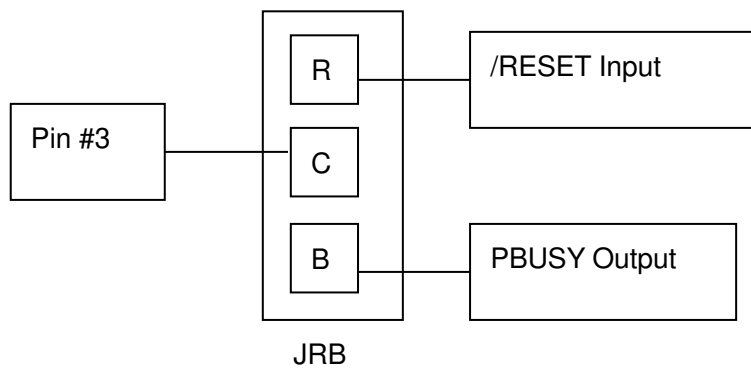 R
/RESET Input
Pin #3
C
B
PBUSY Output
JRB